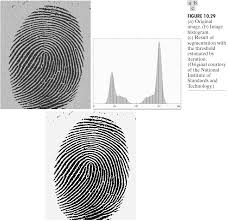 a b
c
FIGURE 10.29
(a) Original
image. (b) Image
histogram.
(c) Result of
segmentation with
the threshold
estimated by
iteration.
(Original courtesy
of the National
Institute of
Standards and
Technology.)